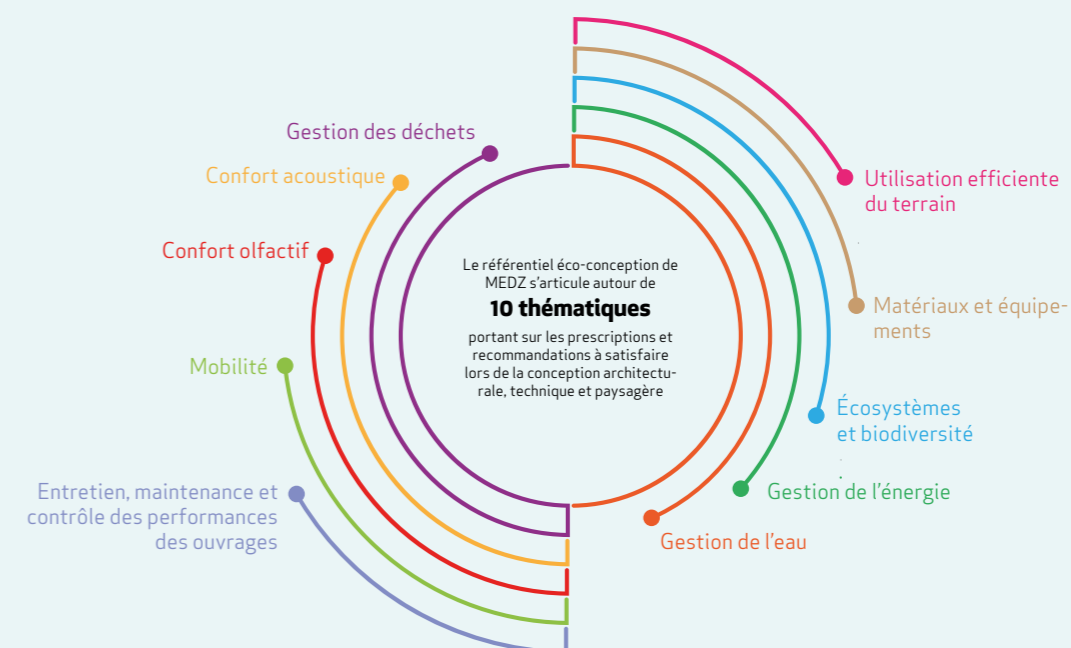 Gestion des déchets
Confort acoustique
Confort olfactif
Mobilité
Entretien, maintenance et
contrôle des performances
des ouvrages
Le référentiel éco-conception de
MEDZ s’articule autour de
10 thématiques
portant sur les prescriptions et
recommandations à satisfaire
lors de la conception architectu-
rale, technique et paysagère
Utilisation efficiente
du terrain
Matériaux et équipe-
ments
Écosystèmes
et biodiversité
Gestion de l’énergie
Gestion de l’eau